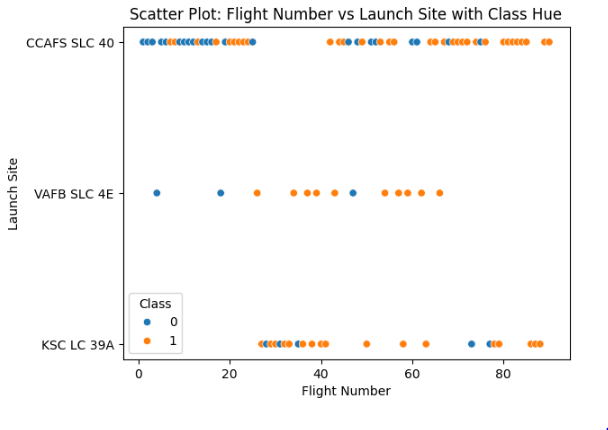 Scatter Plot: Flight Number vs Launch Site with Class Hue
CCAFS SLC 40
VAFB SLC 4E
KSC LC 39A
Launch Site
Class
0
1
0 20 40 60 80
Flight Number